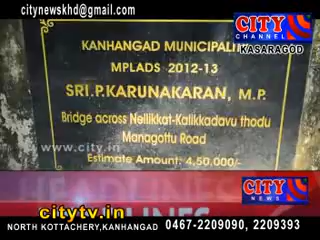 citynewskhd@gmail.com
CITY
CHANNEL
KASARAGOD
KANHANGAD MUNICIPALI
MPLADS 2012-13
SRI.P.KARUNAKARAN, M.P.
Bridge across Nellikkat-Kalikkadavu thodu
Managottu Road
www.city.in
Estimate Amount: 4,50,000/-
CITY
NEWS
citytv.in
NORTH KOTTACHERY,KANHANGAD 0467-2209090, 2209393